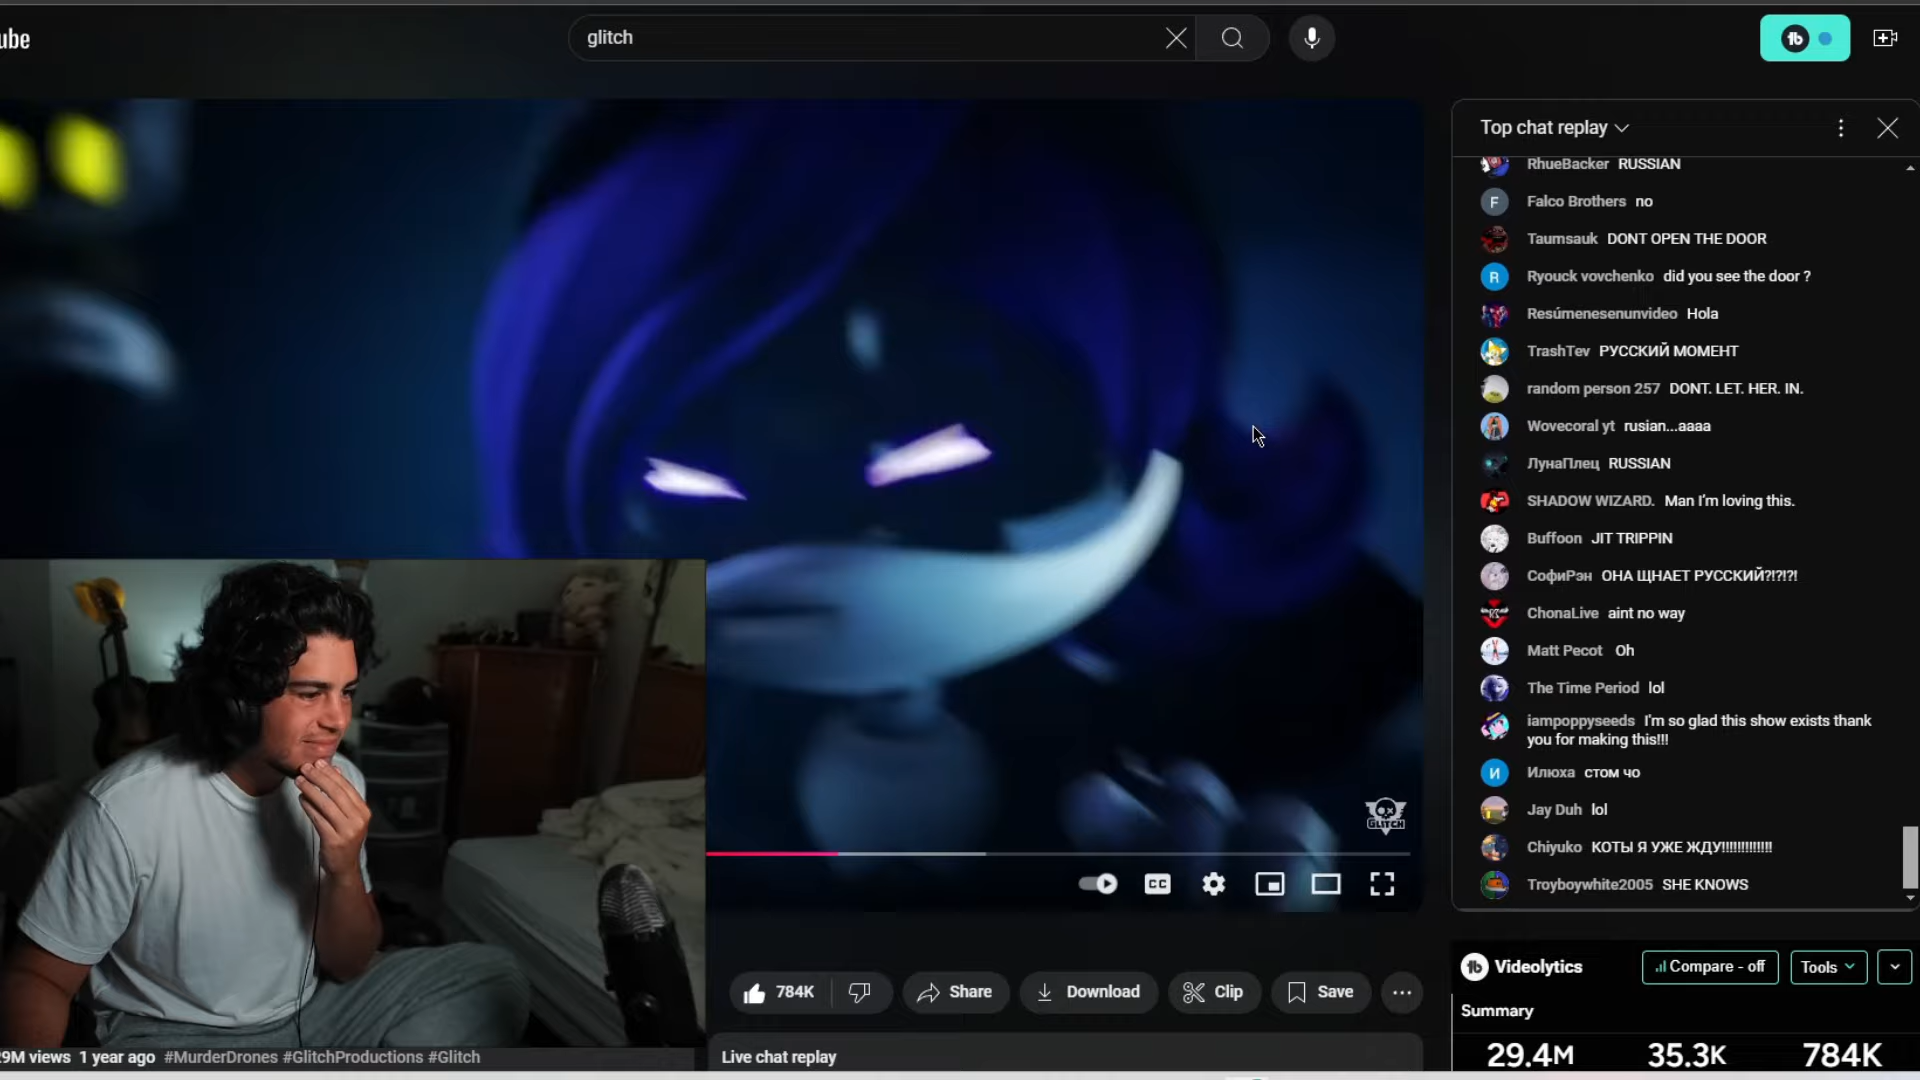 ube
glitch
Top chat replay
RhueBacker RUSSIAN
F
Falco Brothers no
Taumsauk DONT OPEN THE DOOR
R
Ryouck vovchenko did you see the door ?
Resúmenesenunvideo Hola
TrashTev РУССКИЙ МОМЕНТ
random person 257 DONT. LET. HER. IN.
Wovecoral yt rusian...aaaa
ЛунаПлец RUSSIAN
SHADOW WIZARD. Man I'm loving this.
Buffoon JIT TRIPPIN
СофиРэн ОНА ЩНАЕТ РУССКИЙ?!?!?!
ChonaLive aint no way
Matt Pecot Oh
The Time Period lol
iampoppyseeds I'm so glad this show exists thank
you for making this!!!
И
Илюха стом чо
Jay Duh lol
Chiyuko КОТЫ Я УЖЕ ЖДУ!!!!!!!!!!!!!
Troyboywhite2005 SHE KNOWS
GLITCH
CC
784K
Share
Download
Clip
Save
29M views 1 year ago #MurderDrones #GlitchProductions #Glitch
Live chat replay
Videolytics
Compare - off
Tools
Summary
29.4M 35.3K 784K